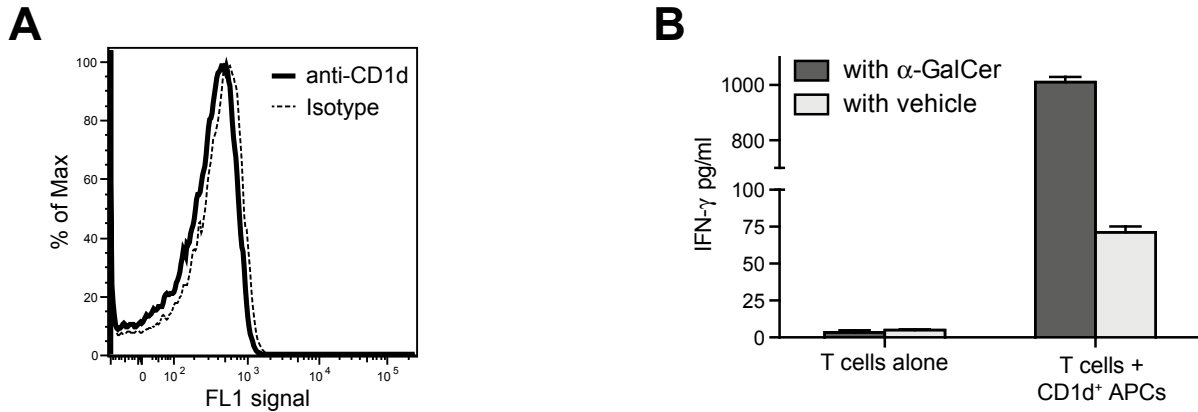 A
100
80
60
40
20
0
% of Max
anti-CD1d
Isotype
0 10² 10³ 10⁴ 10⁵
FL1 signal
B
with α-GalCer
with vehicle
1000
800
100
75
50
25
0
IFN-γ pg/ml
T cells alone
T cells +
CD1d⁺ APCs